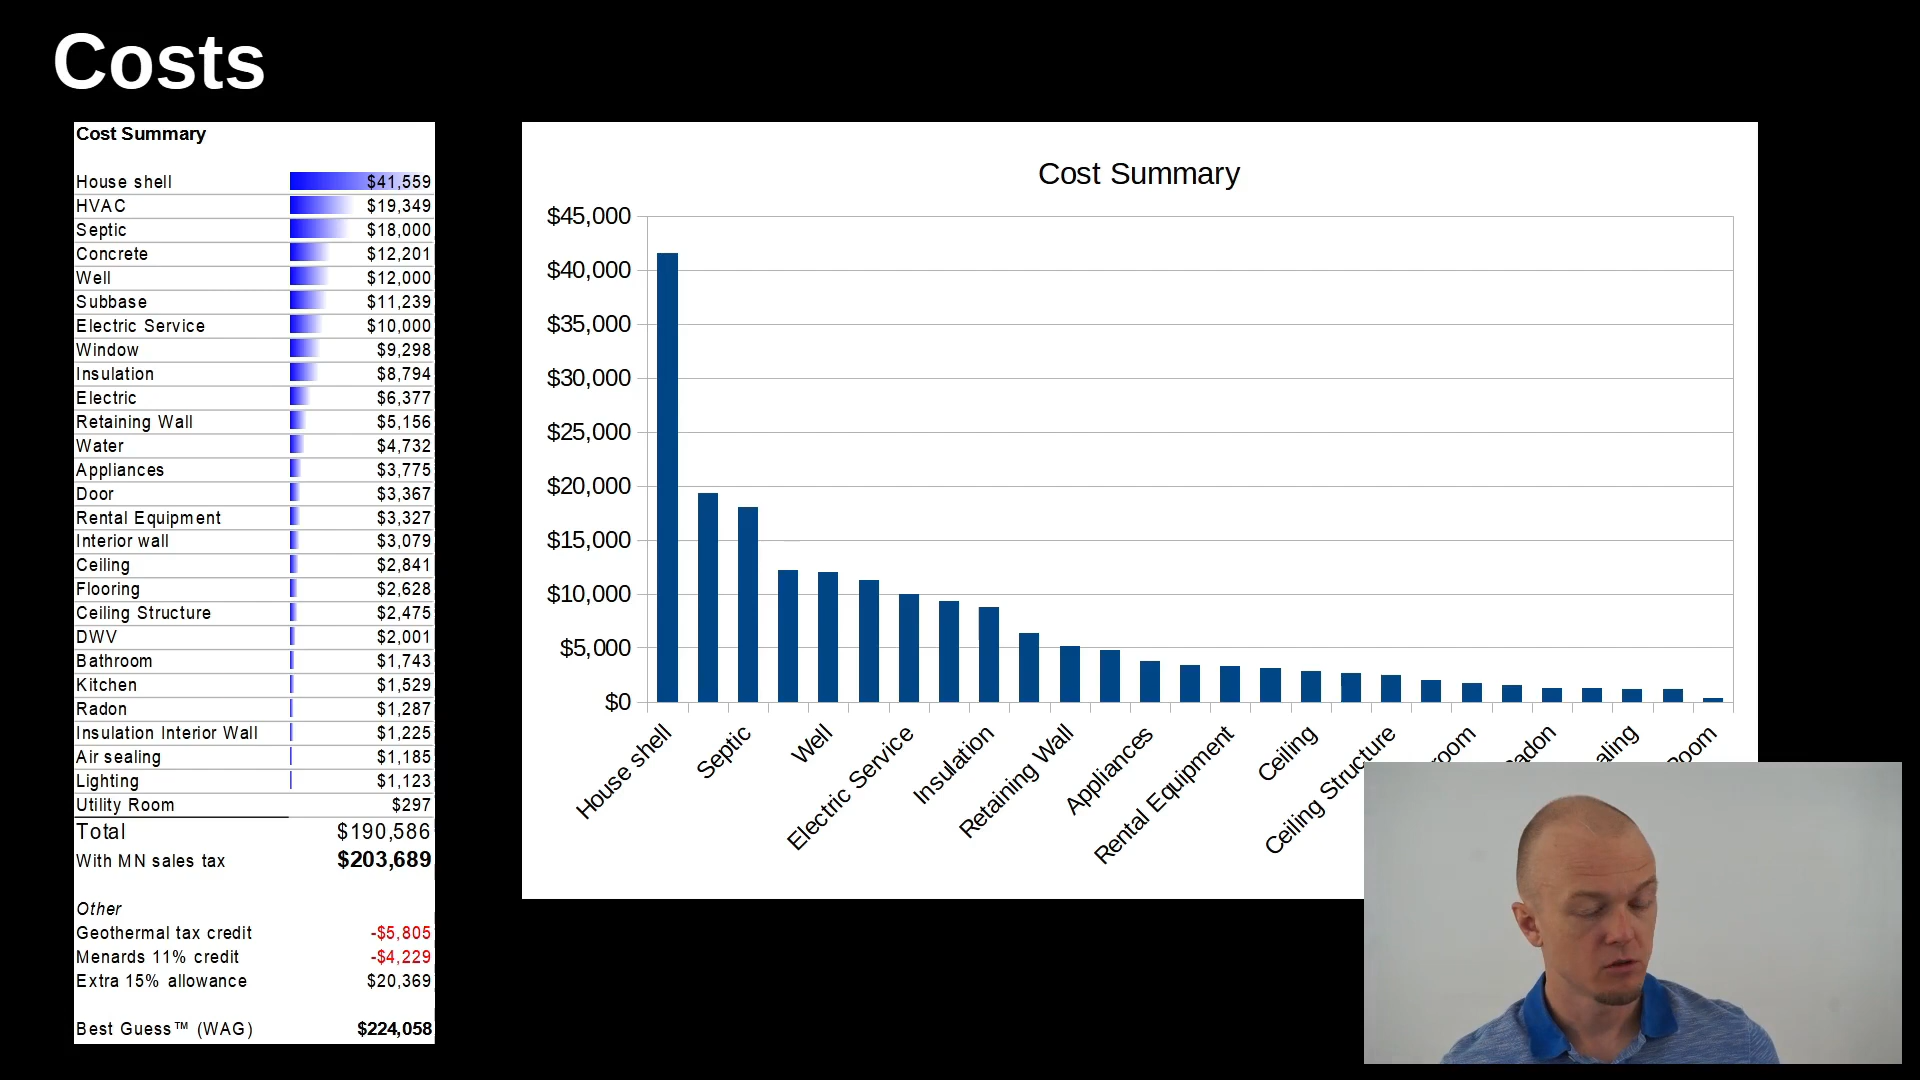 Costs
Cost Summary
House shell $41,559
HVAC $19,349
Septic $18,000
Concrete $12,201
Well $12,000
Subbase $11,239
Electric Service $10,000
Window $9,298
Insulation $8,794
Electric $6,377
Retaining Wall $5,156
Water $4,732
Appliances $3,775
Door $3,367
Rental Equipment $3,327
Interior wall $3,079
Ceiling $2,841
Flooring $2,628
Ceiling Structure $2,475
DWV $2,001
Bathroom $1,743
Kitchen $1,529
Radon $1,287
Insulation Interior Wall $1,225
Air sealing $1,185
Lighting $1,123
Utility Room $297
Total $190,586
With MN sales tax $203,689
Other
Geothermal tax credit -$5,805
Menards 11% credit -$4,229
Extra 15% allowance $20,369
Best Guess™ (WAG) $224,058
Cost Summary
$45,000
$40,000
$35,000
$30,000
$25,000
$20,000
$15,000
$10,000
$5,000
$0
House shell
Septic
Well
Electric Service
Insulation
Retaining Wall
Appliances
Rental Equipment
Ceiling
Ceiling Structure
room
adon
aling
Room